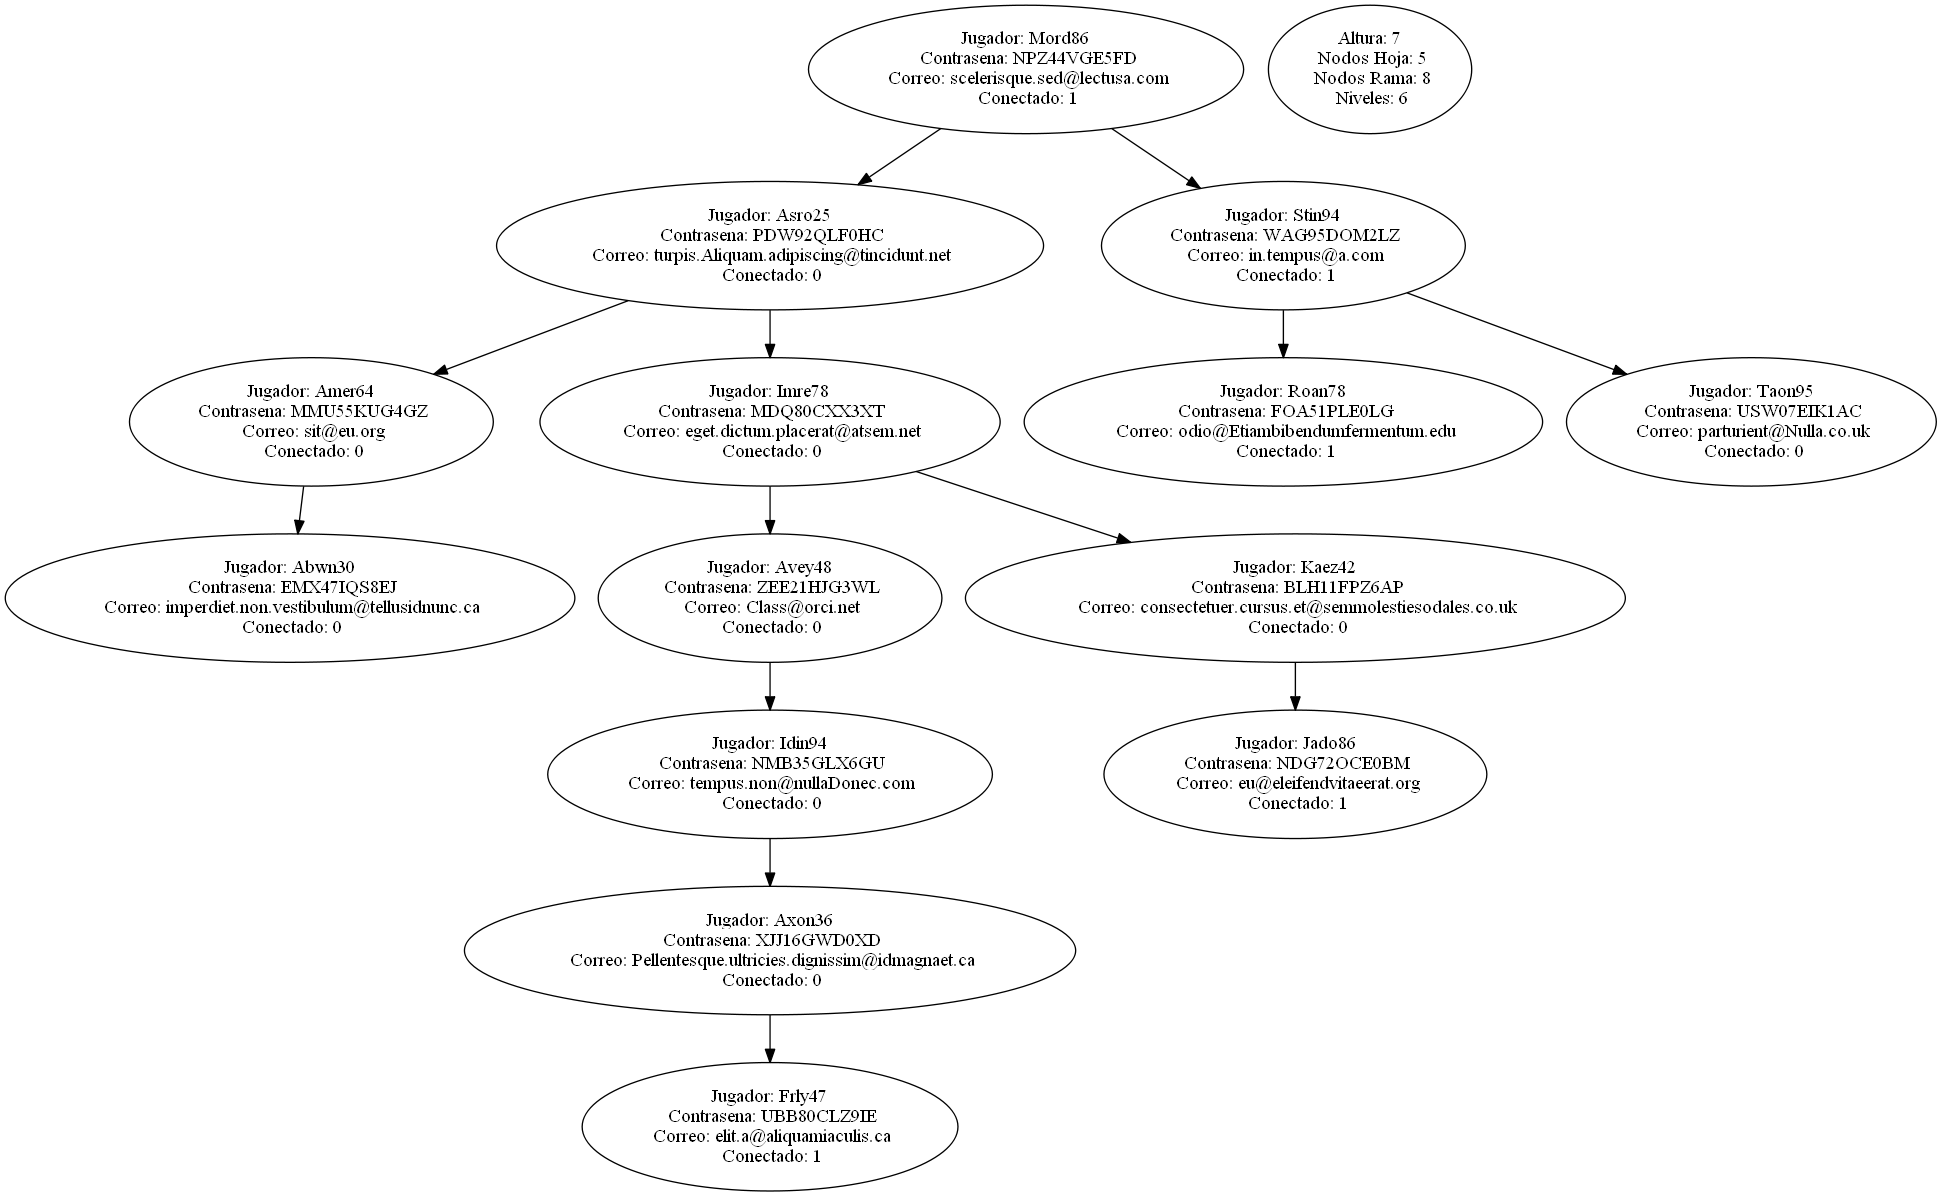 Jugador: Mord86
Contrasena: NPZ44VGE5FD
Correo: scelerisque.sed@lectusa.com
Conectado: 1
Altura: 7
Nodos Hoja: 5
Nodos Rama: 8
Niveles: 6
Jugador: Asro25
Contrasena: PDW92QLF0HC
Correo: turpis.Aliquam.adipiscing@tincidunt.net
Conectado: 0
Jugador: Stin94
Contrasena: WAG95DOM2LZ
Correo: in.tempus@a.com
Conectado: 1
Jugador: Amer64
Contrasena: MMU55KUG4GZ
Correo: sit@eu.org
Conectado: 0
Jugador: Imre78
Contrasena: MDQ80CXX3XT
Correo: eget.dictum.placerat@atsem.net
Conectado: 0
Jugador: Roan78
Contrasena: FOA51PLE0LG
Correo: odio@Etiambibendumfermentum.edu
Conectado: 1
Jugador: Taon95
Contrasena: USW07EIK1AC
Correo: parturient@Nulla.co.uk
Conectado: 0
Jugador: Abwn30
Contrasena: EMX47IQS8EJ
Correo: imperdiet.non.vestibulum@tellusidnunc.ca
Conectado: 0
Jugador: Avey48
Contrasena: ZEE21HJG3WL
Correo: Class@orci.net
Conectado: 0
Jugador: Kaez42
Contrasena: BLH11FPZ6AP
Correo: consectetuer.cursus.et@semmolestiesodales.co.uk
Conectado: 0
Jugador: Idin94
Contrasena: NMB35GLX6GU
Correo: tempus.non@nullaDonec.com
Conectado: 0
Jugador: Jado86
Contrasena: NDG72OCE0BM
Correo: eu@eleifendvitaeerat.org
Conectado: 1
Jugador: Axon36
Contrasena: XJJ16GWD0XD
Correo: Pellentesque.ultricies.dignissim@idmagnaet.ca
Conectado: 0
Jugador: Frly47
Contrasena: UBB80CLZ9IE
Correo: elit.a@aliquamiaculis.ca
Conectado: 1